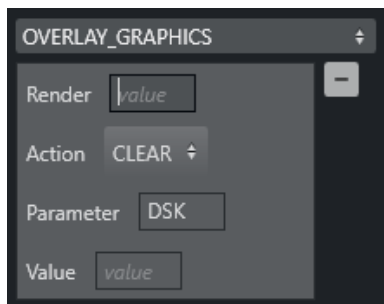 OVERLAY_GRAPHICS
Render value
Action CLEAR
Parameter DSK
Value value